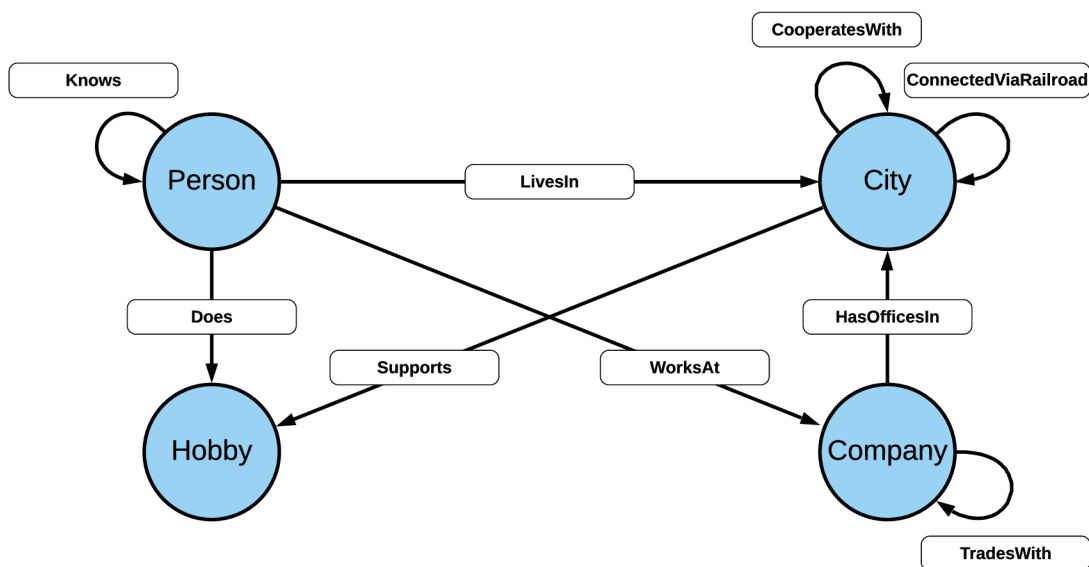 CooperatesWith
Knows
ConnectedViaRailroad
Person
LivesIn
City
Does
HasOfficesIn
Supports
WorksAt
Hobby
Company
TradesWith